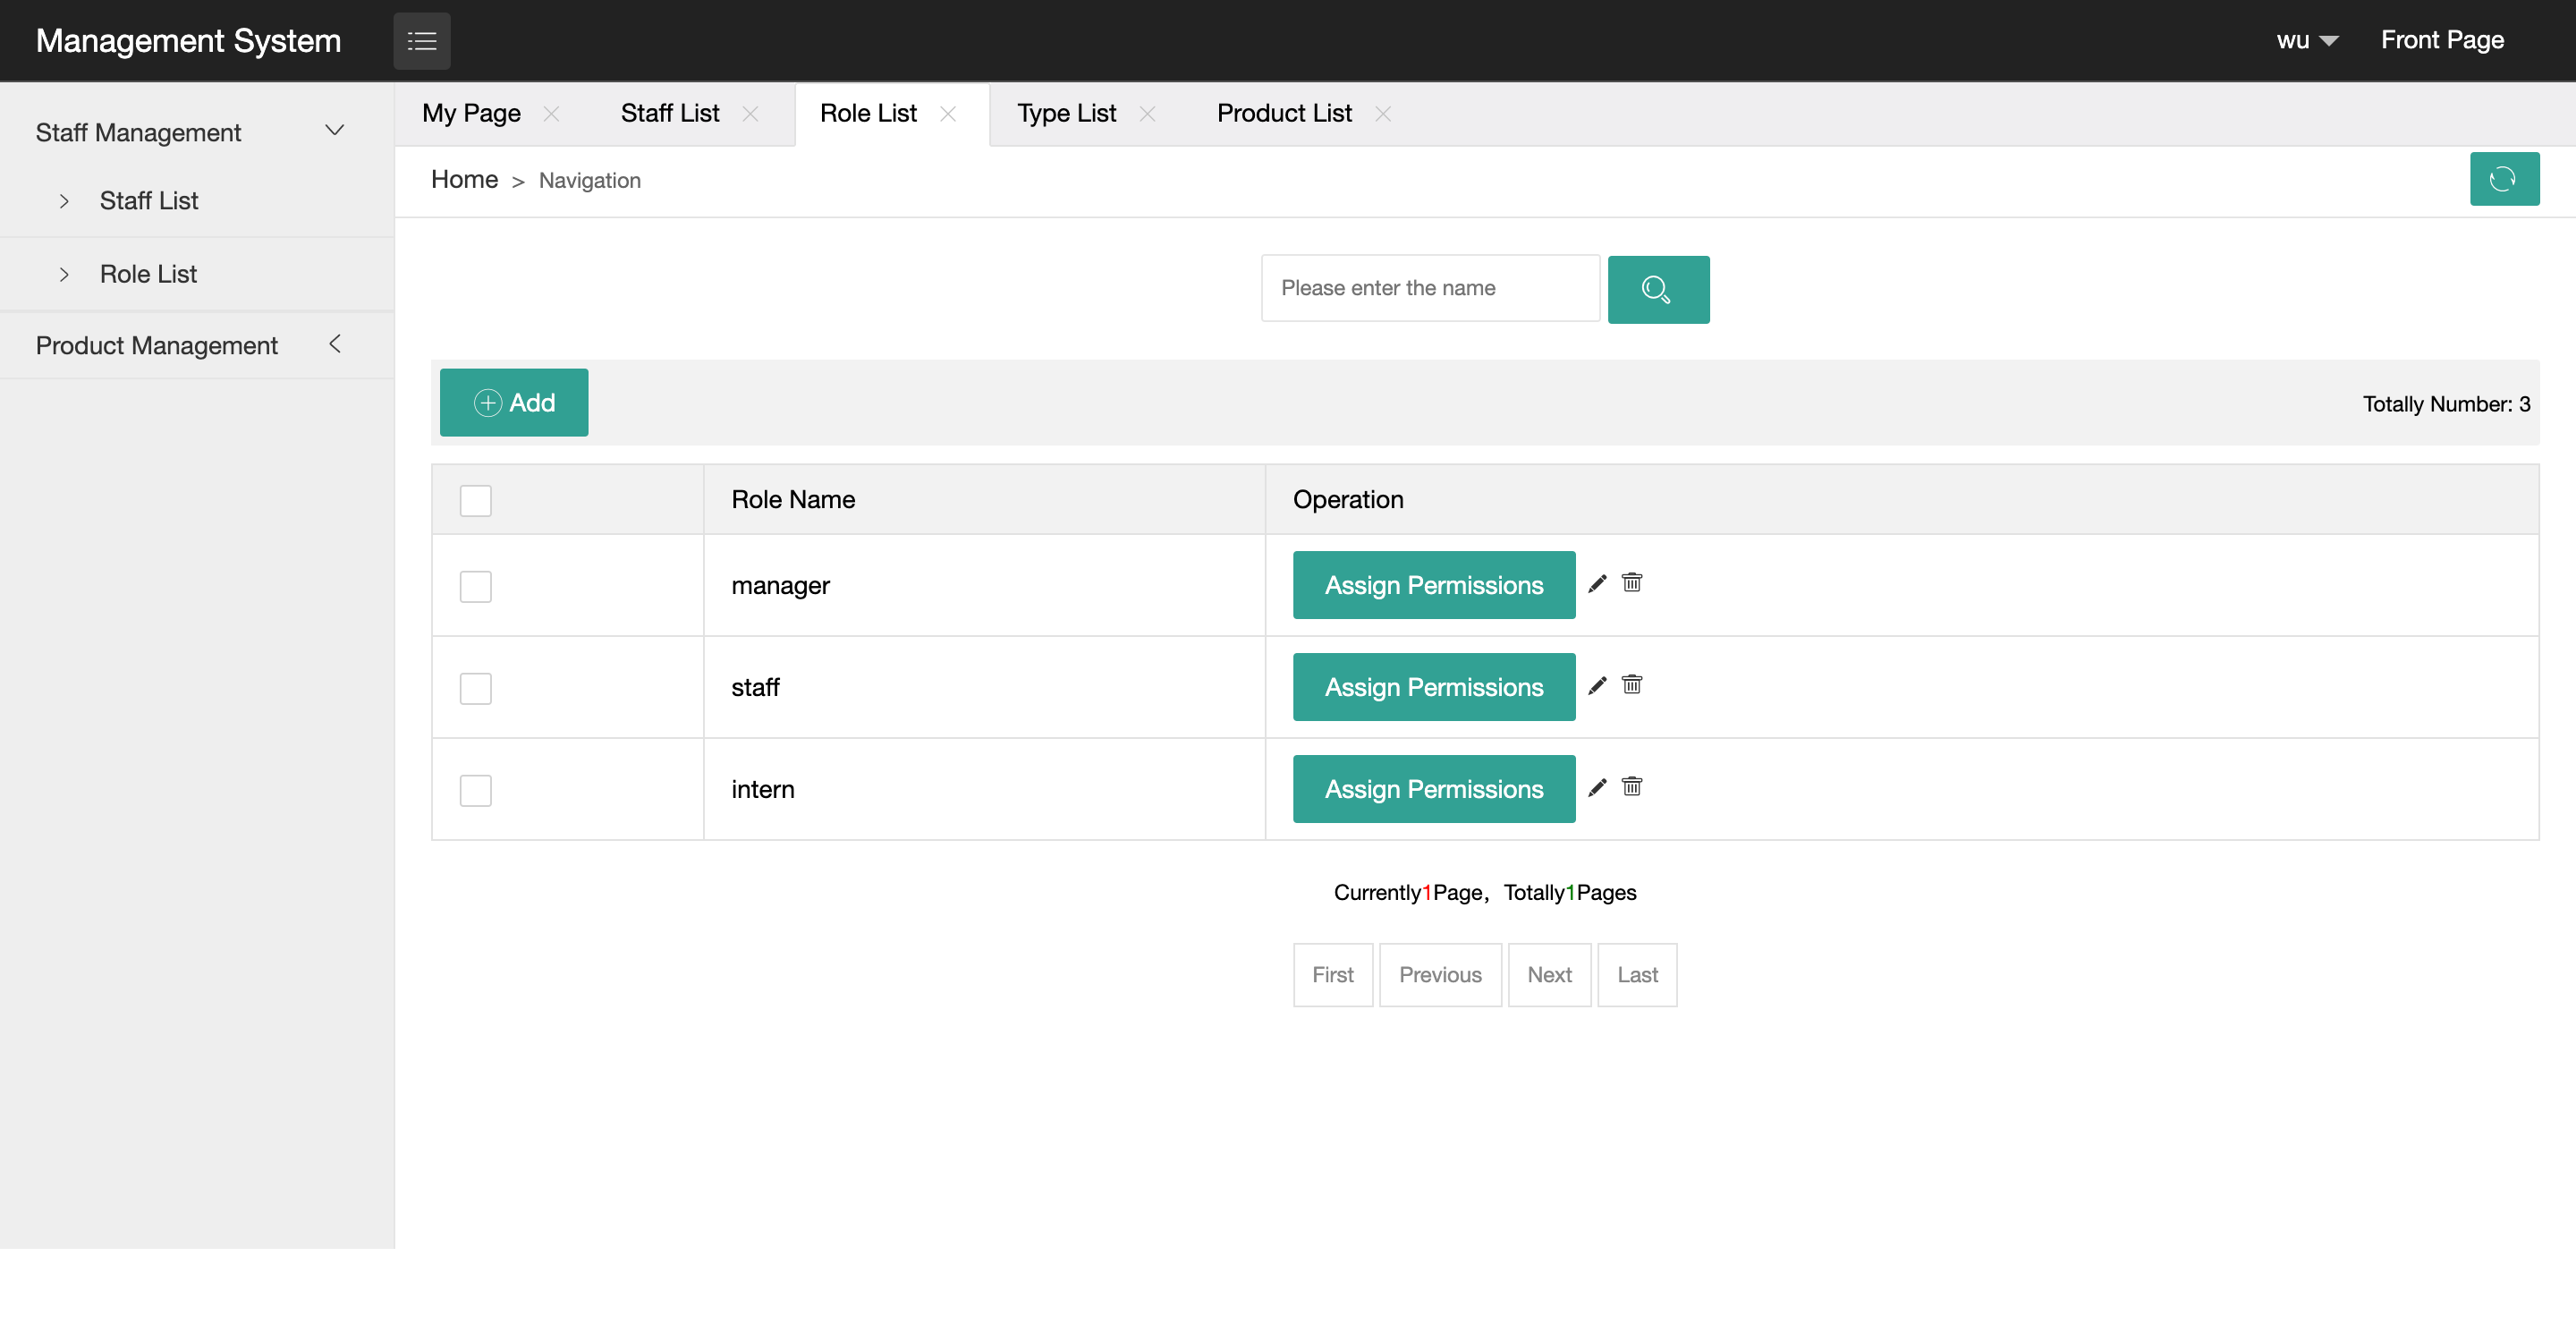 Management System
wu
Front Page
Staff Management
Staff List
Role List
Product Management
My Page
Staff List
Role List
Type List
Product List
Home > Navigation
Please enter the name
Add
Totally Number: 3
Role Name
Operation
manager
Assign Permissions
staff
Assign Permissions
intern
Assign Permissions
Currently1Page， Totally1Pages
First
Previous
Next
Last